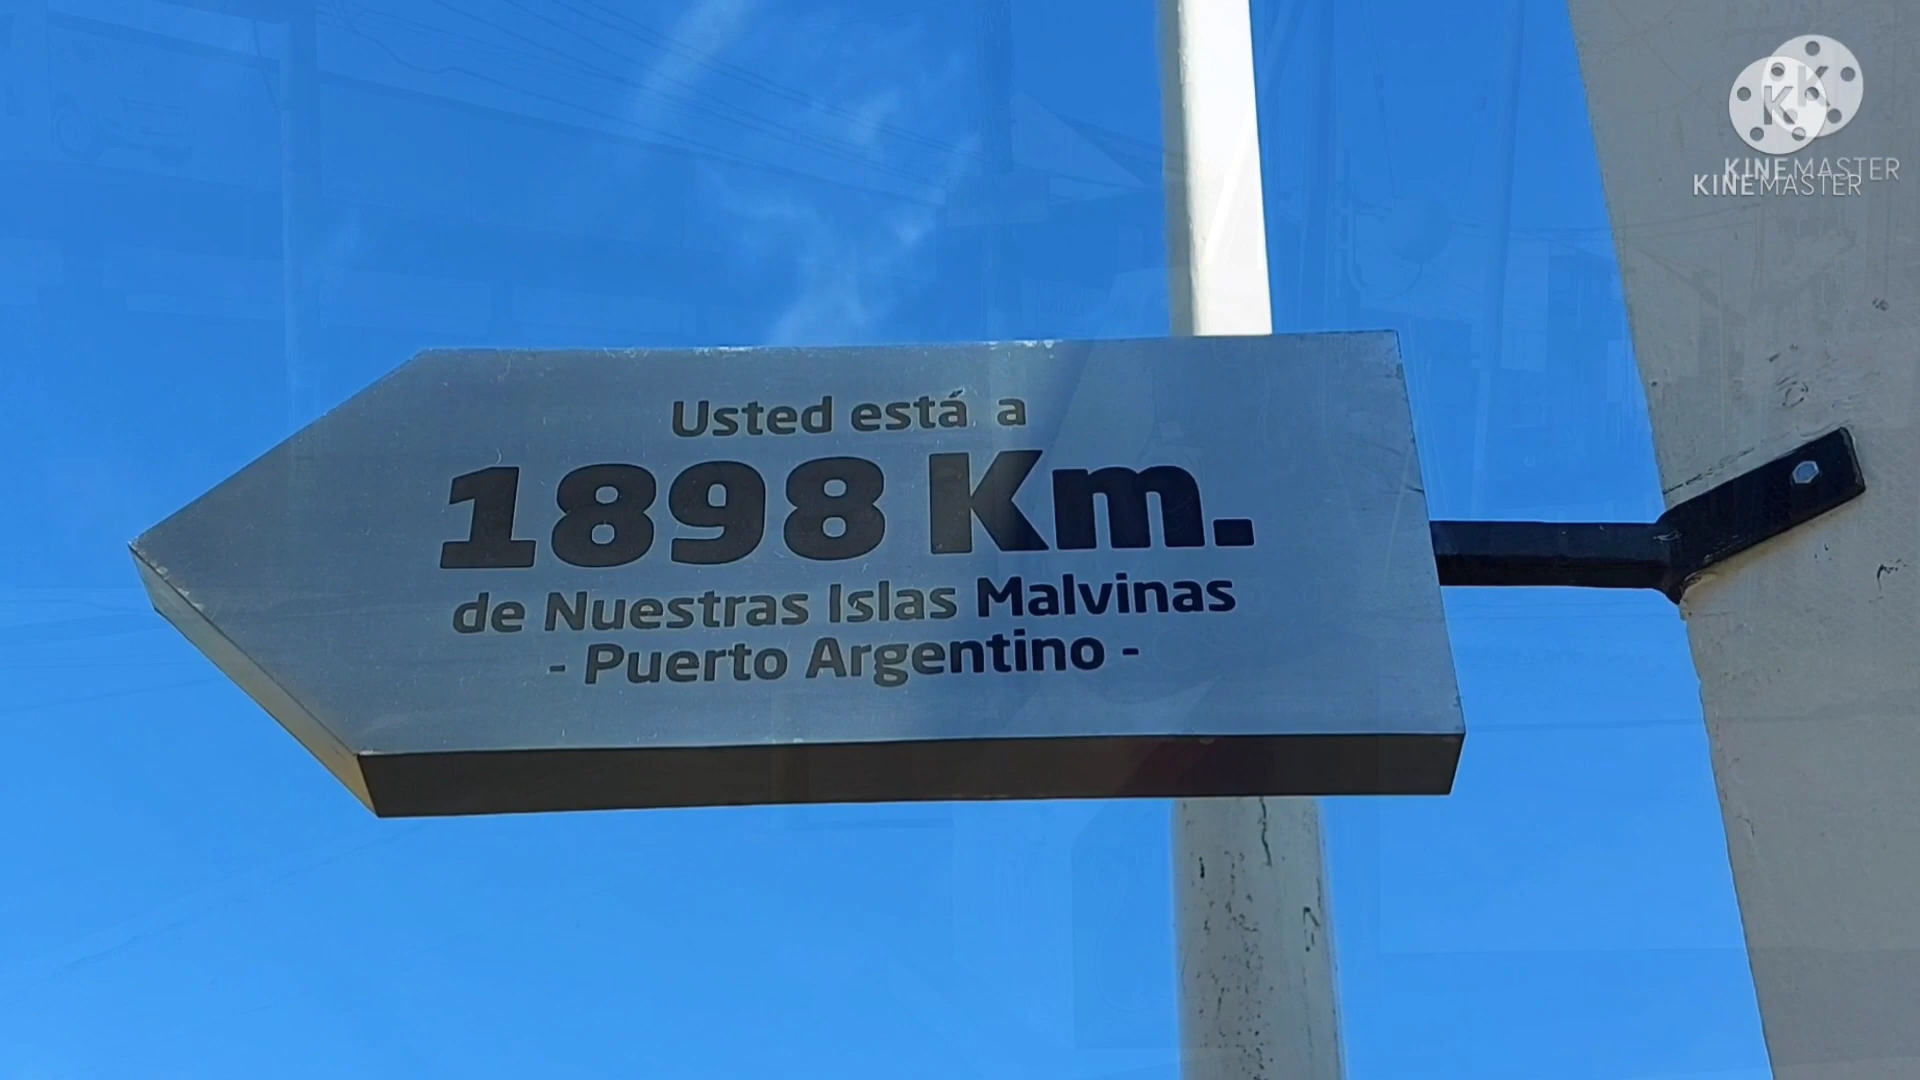 Usted está a
1898 Km.
de Nuestras Islas Malvinas
- Puerto Argentino -
K
K
KINEMASTER
KINEMASTER